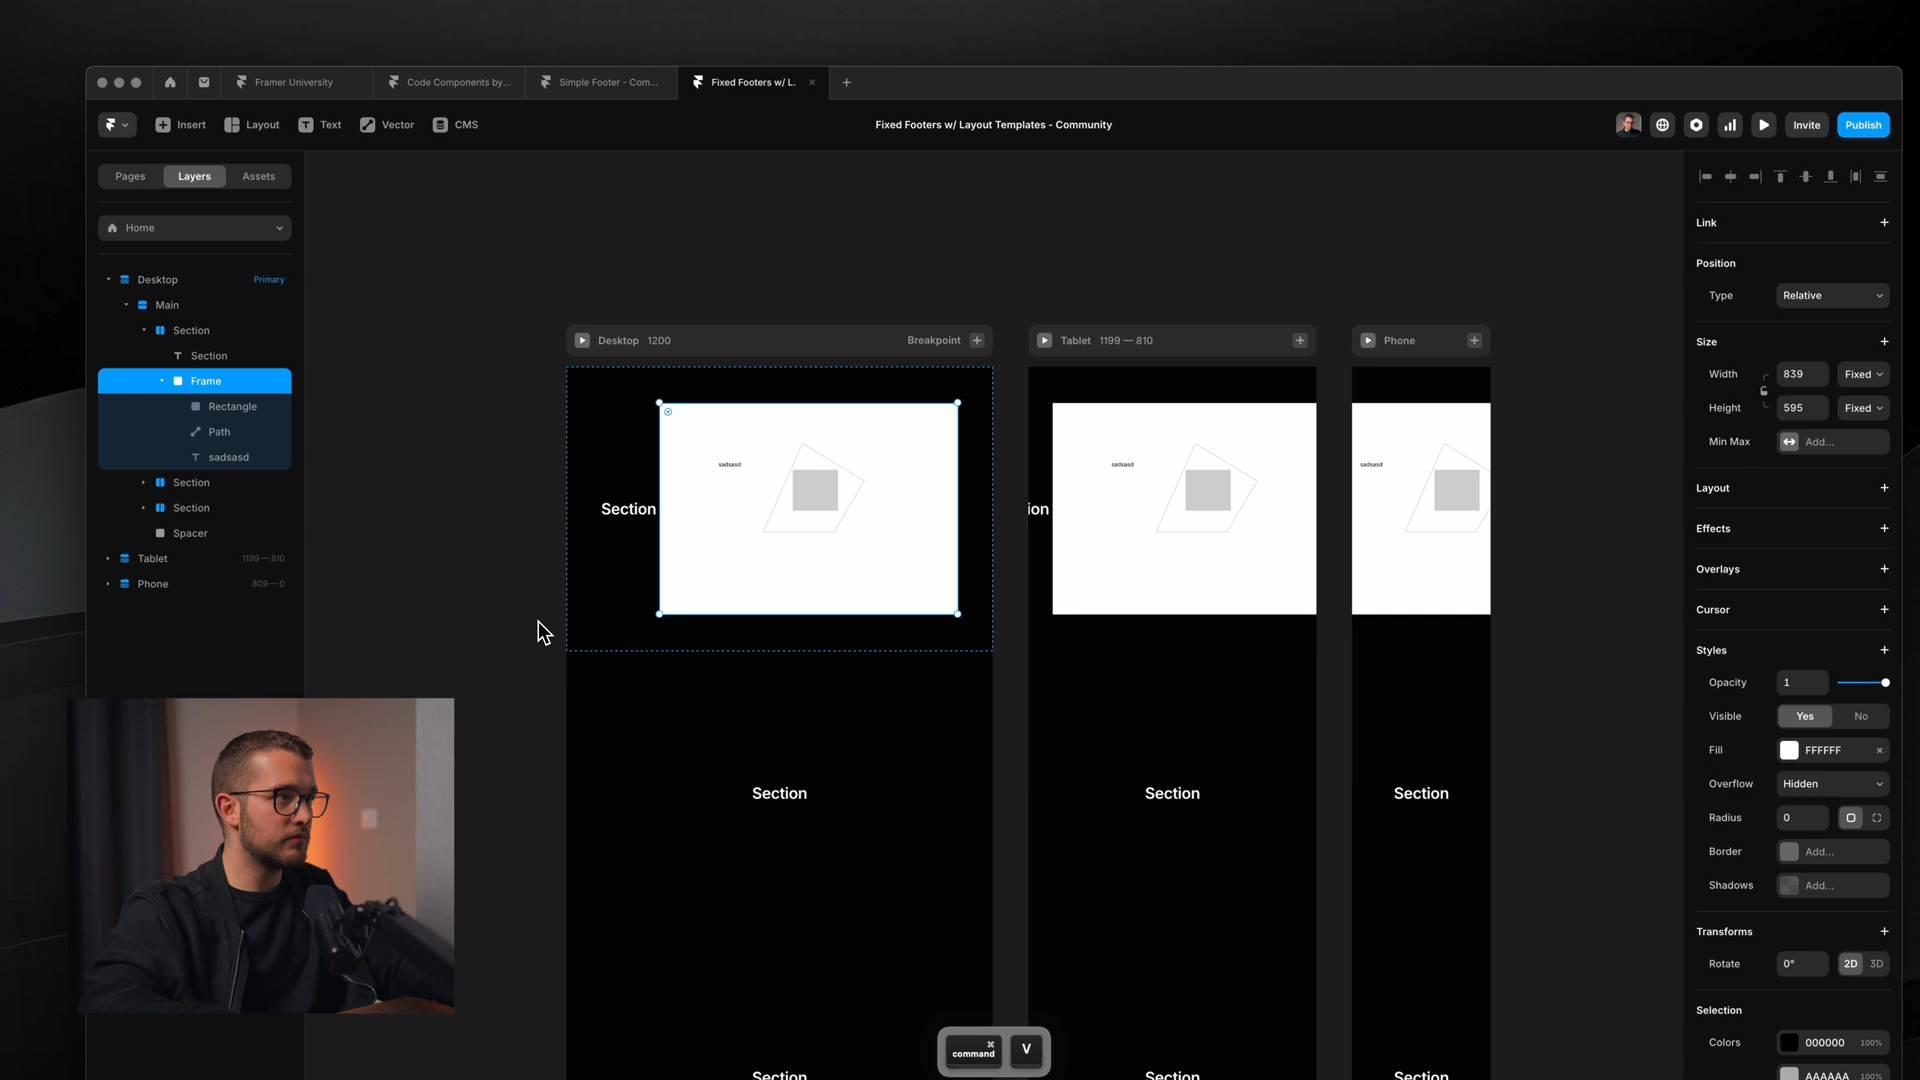 Framer University
Code Components by...
Simple Footer - Com...
Fixed Footers w/ L.
Insert
Layout
Text
Vector
CMS
Fixed Footers w/ Layout Templates - Community
Invite
Publish
Pages
Layers
Assets
Home
Desktop
Primary
Main
Section
Section
Frame
Rectangle
Path
sadsasd
Section
Section
Spacer
Tablet
1199—810
Phone
809—0
Desktop 1200
Breakpoint
Tablet 1199 — 810
Phone
sadsasd
sadsasd
sadsasd
Section
ion
Section
Section
Section
Section
Section
Section
command
⌘
V
Link
Position
Type
Relative
Size
Width
839
Fixed
Height
595
Fixed
Min Max
Add...
Layout
Effects
Overlays
Cursor
Styles
Opacity
1
Visible
Yes
No
Fill
FFFFFF
Overflow
Hidden
Radius
0
Border
Add...
Shadows
Add...
Transforms
Rotate
0°
2D
3D
Selection
Colors
000000
100%
AAAAAA
100%